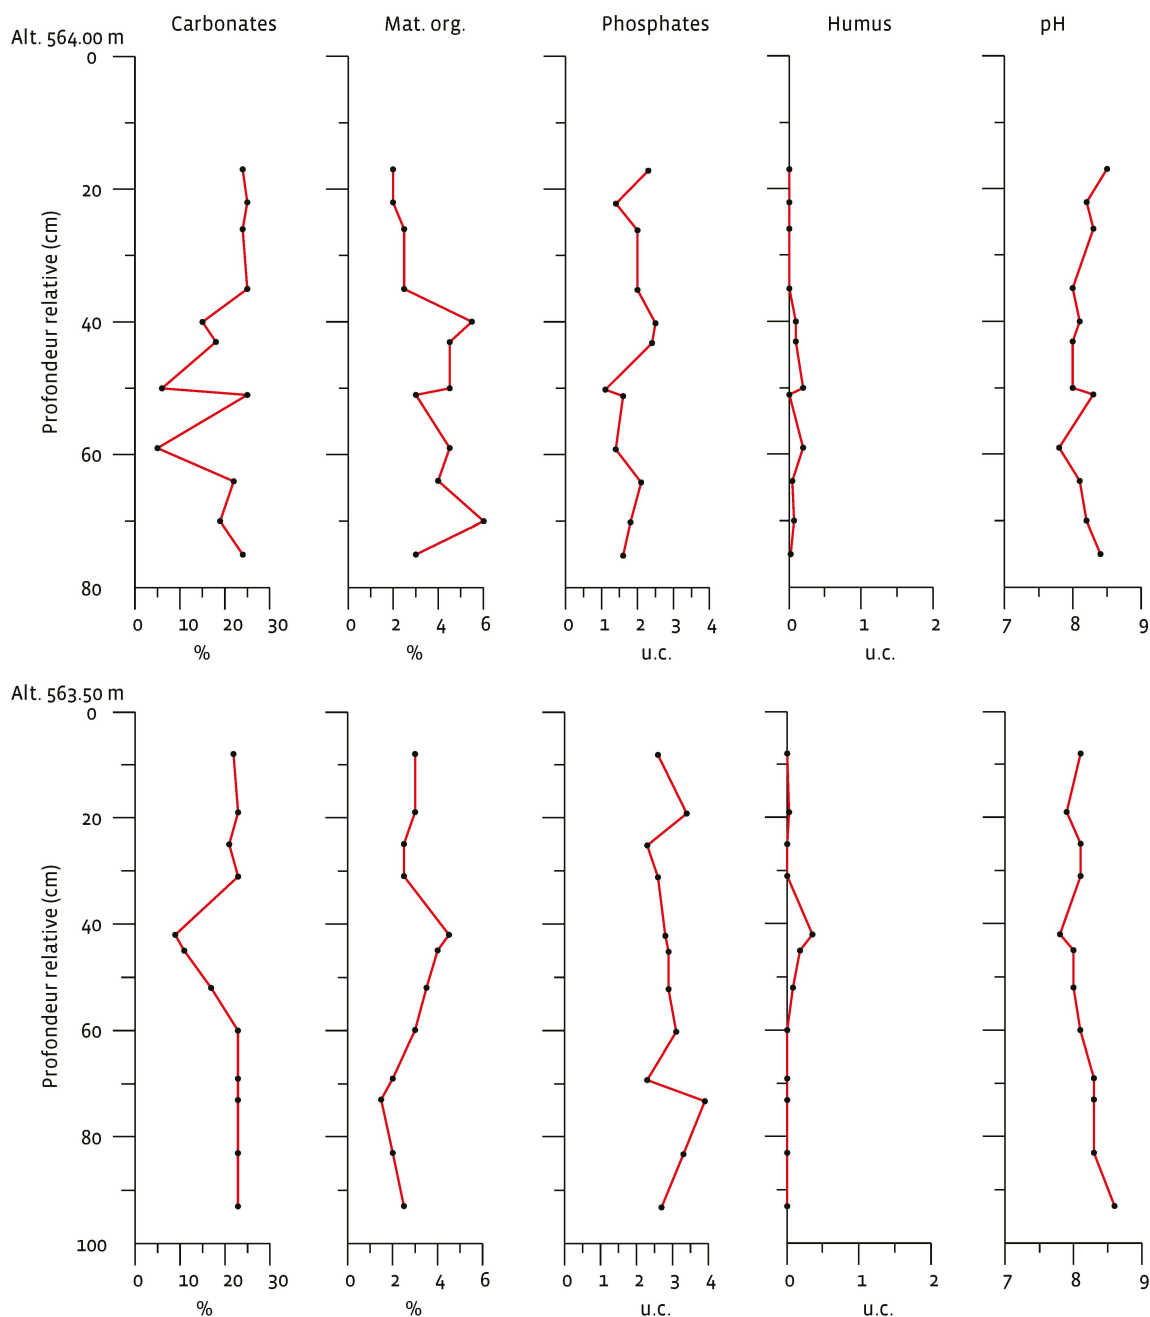 Carbonates Mat. org. Phosphates Humus pH
Alt. 564.00 m
0
20
40
60
80
Profondeur relative (cm)
0 10 20 30 0 2 4 6 0 1 2 3 4 0 1 2 7 8 9
% % u.c. u.c.
Alt. 563.50 m
0
20
40
60
80
100
Profondeur relative (cm)
0 10 20 30 0 2 4 6 0 1 2 3 4 0 1 2 7 8 9
% % u.c. u.c.